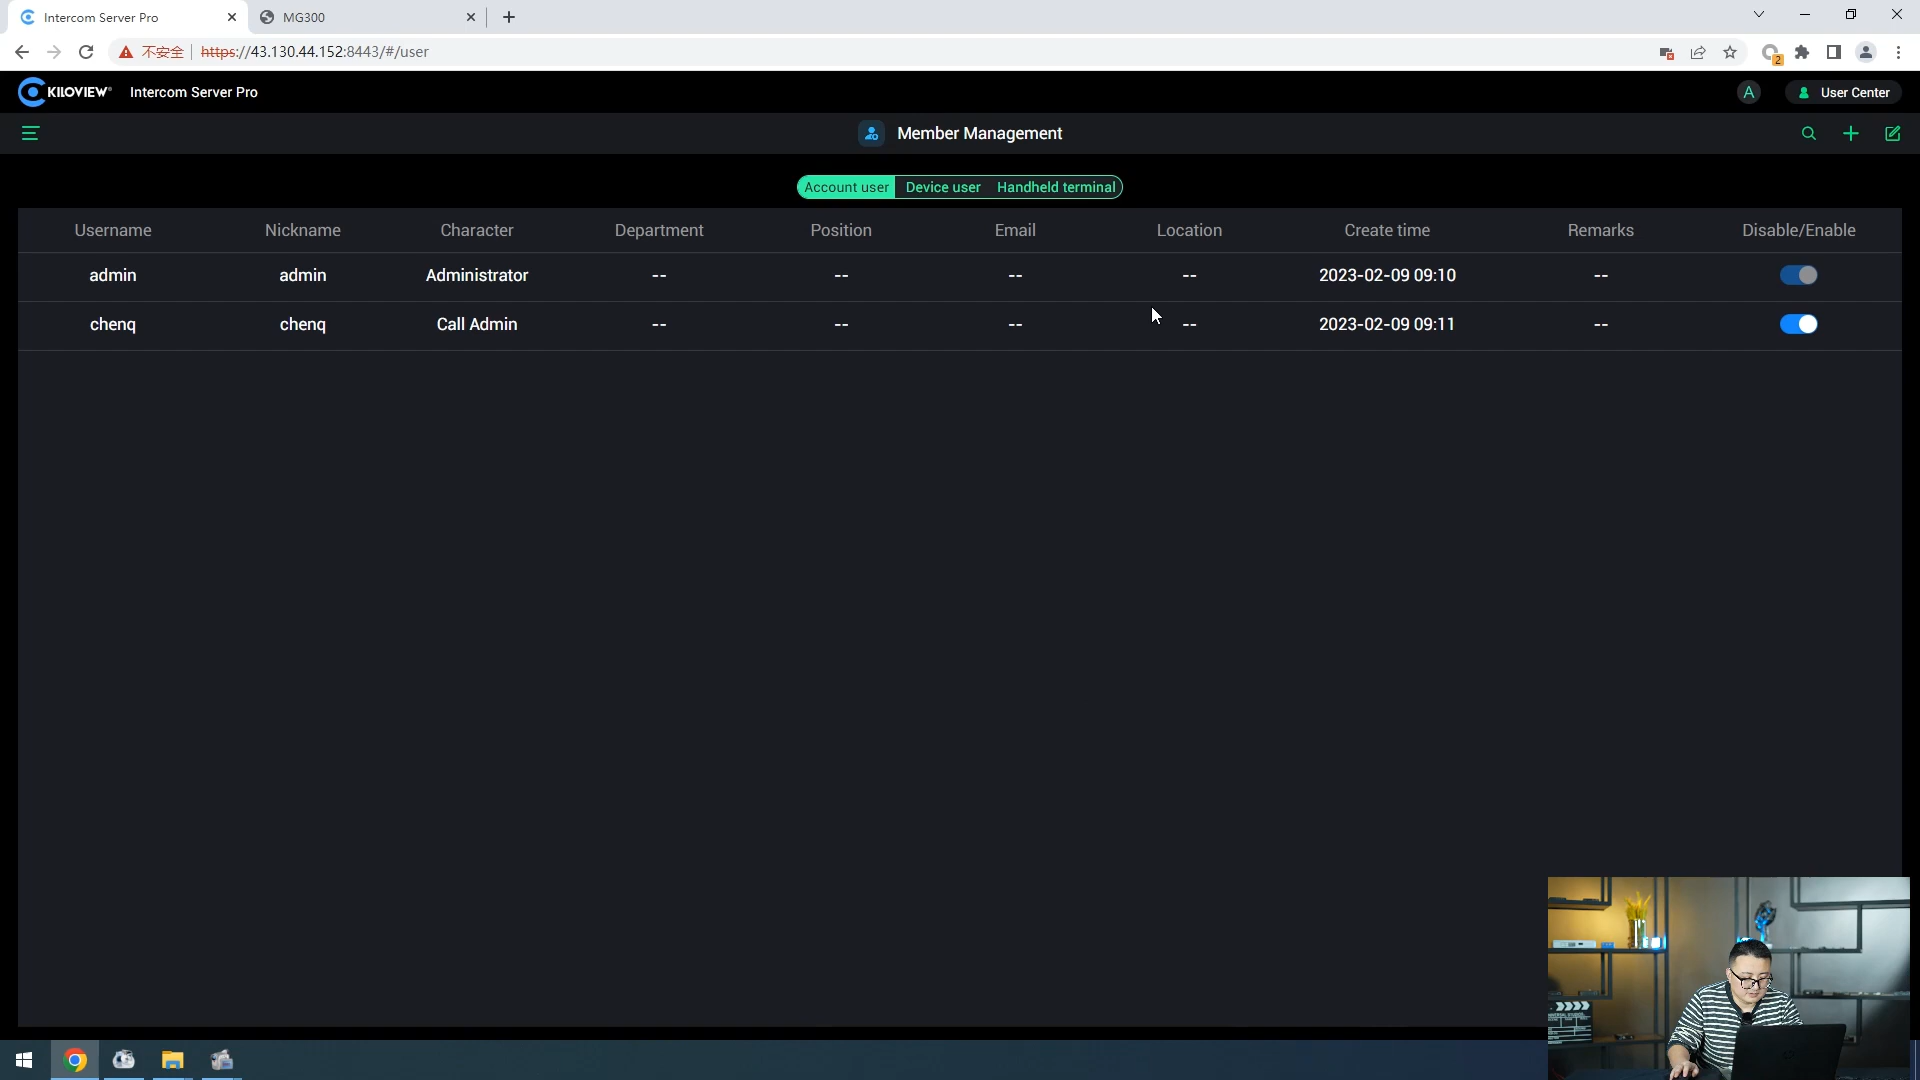 Intercom Server Pro
MG300
不安全 https://43.130.44.152:8443/#/user
2
KILOVIEW® Intercom Server Pro
A
User Center
Member Management
Account user Device user Handheld terminal
Username Nickname Character Department Position Email Location Create time Remarks Disable/Enable
admin admin Administrator -- -- -- -- 2023-02-09 09:10 --
chenq chenq Call Admin -- -- -- -- 2023-02-09 09:11 --